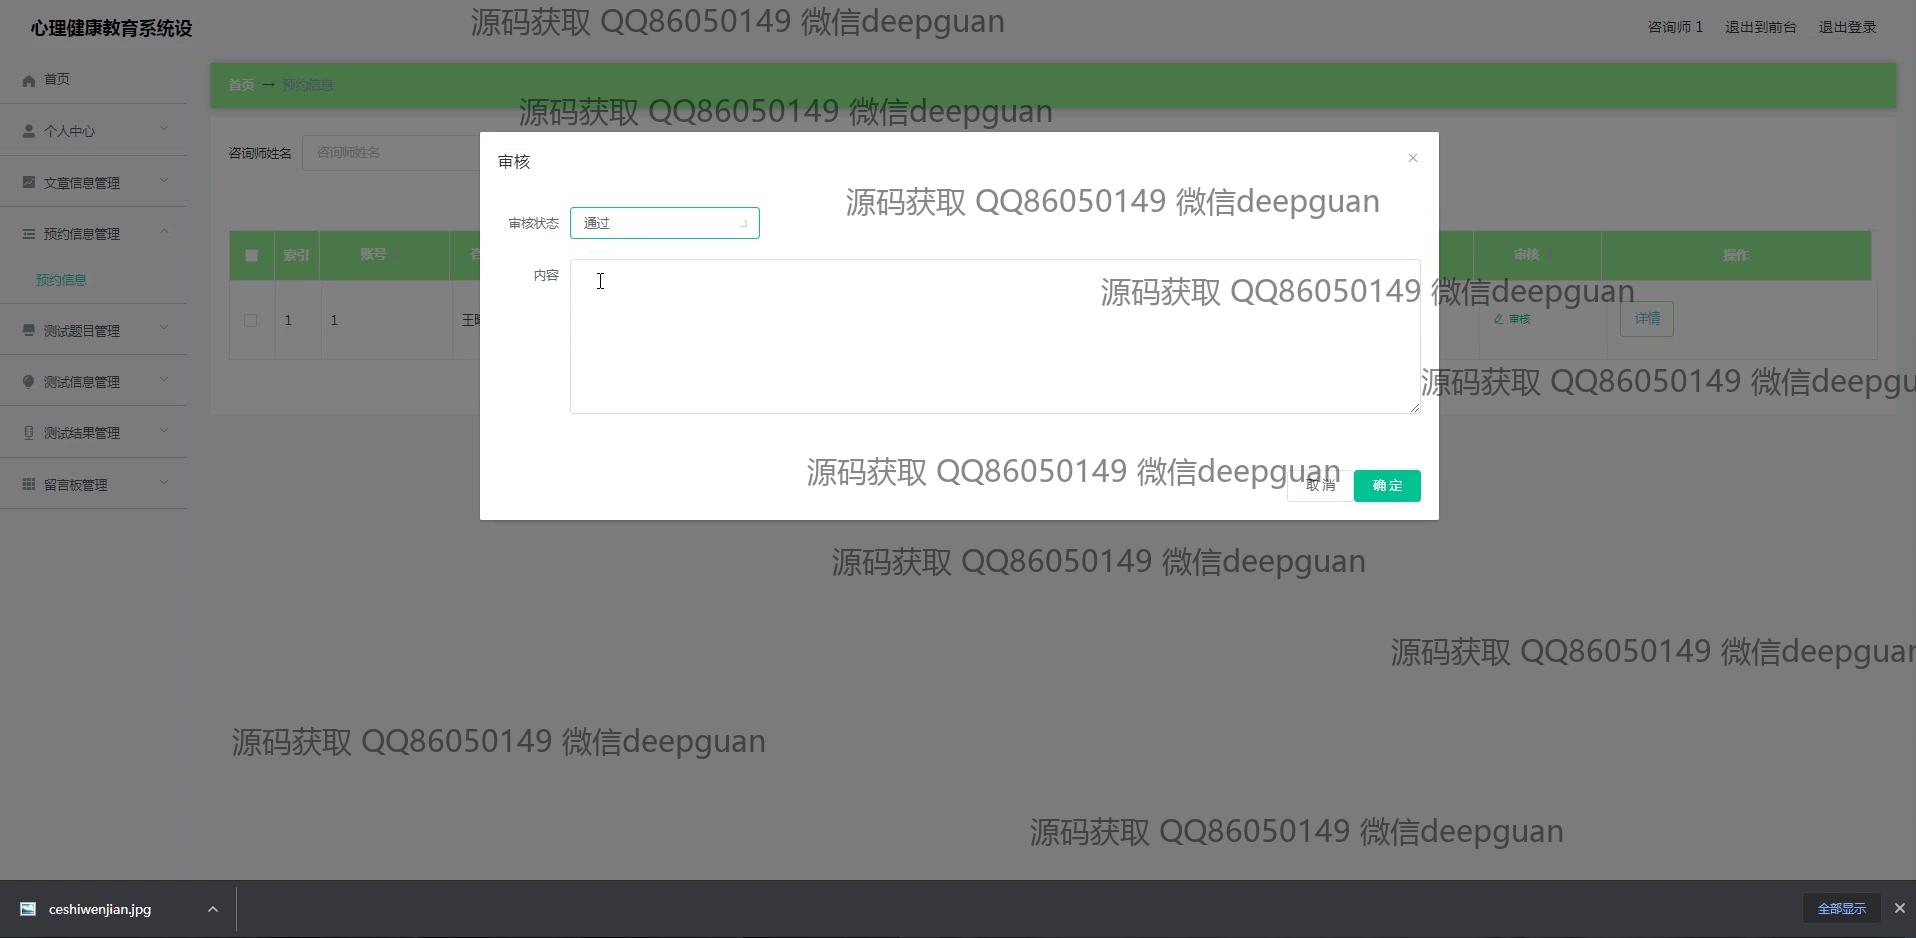 心理健康教育系统设
源码获取 QQ86050149 微信deepguan
咨询师 1 退出到前台 退出登录
首页
首页 → 预约信息
源码获取 QQ86050149 微信deepguan
个人中心
咨询师姓名 咨询师姓名
审核
文章信息管理
源码获取 QQ86050149 微信deepguan
审核状态 通过
预约信息管理
索引 账号 审核 操作
内容
预约信息
源码获取 QQ86050149 微信deepguan
1 1 审核 详情
测试题目管理
测试信息管理
源码获取 QQ86050149 微信deepgu
测试结果管理
源码获取 QQ86050149 微信deepguan
取消 确定
留言板管理
源码获取 QQ86050149 微信deepguan
源码获取 QQ86050149 微信deepguan
源码获取 QQ86050149 微信deepguan
源码获取 QQ86050149 微信deepguan
ceshiwenjian.jpg 全部显示